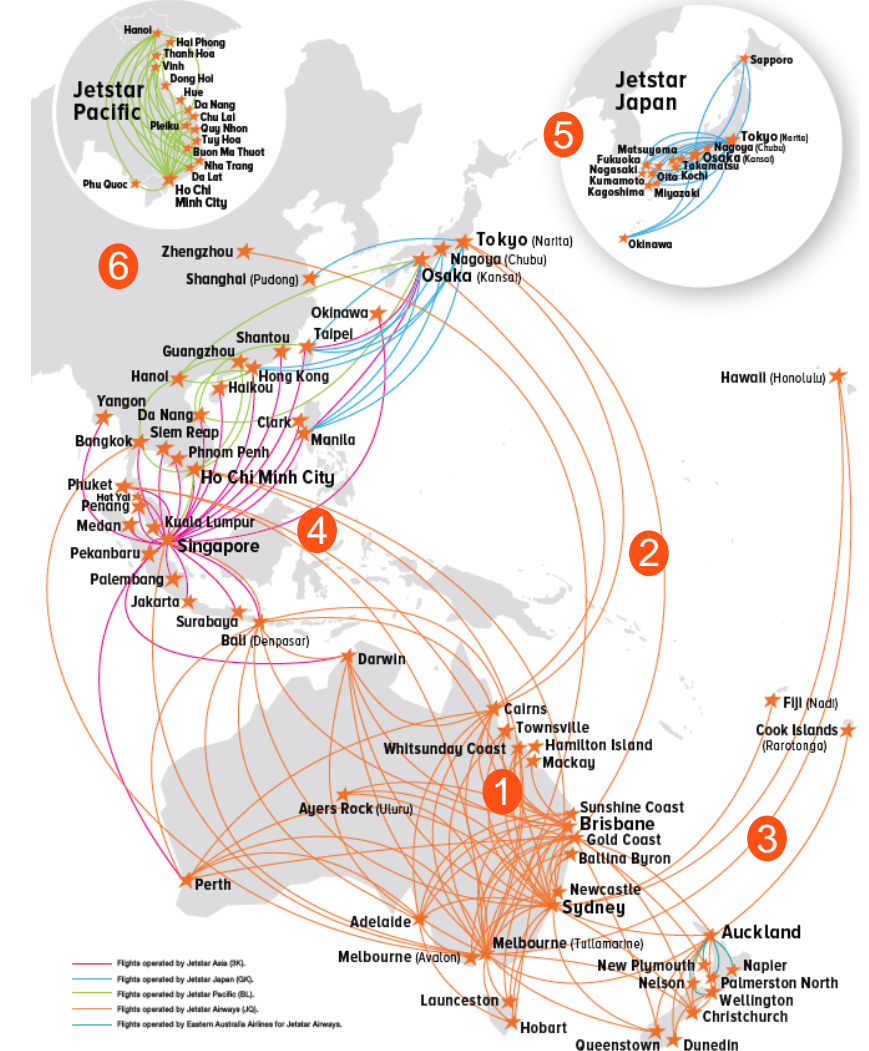 Hanoi
Hai Phong
Thanh Hoa
Vinh
Dong Hoi
Hue
Da Nang
Chu Lai
Pleiku
Quy Nhon
Tuy Hoa
Buon Ma Thuot
Nha Trang
Da Lat
Phu Quoc
Ho Chi
Minh City
Jetstar
Pacific
Jetstar
Japan
Sapporo
5
Tokyo (Narita)
Nagoya (Chubu)
Osaka (Kansai)
Matsuyama
Takamatsu
Fukuoka
Nagasaki
Oita
Kochi
Kumamoto
Kagoshima
Miyazaki
Okinawa
6
Zhengzhou
Shanghai (Pudong)
Tokyo (Narita)
Nagoya (Chubu)
Osaka (Kansai)
Okinawa
Shantou
Taipei
Guangzhou
Hanoi
Hong Kong
Haikou
Hawaii (Honolulu)
Yangon
Da Nang
Clark
Siem Reap
Bangkok
Manila
Phnom Penh
Ho Chi Minh City
Phuket
Hat Yai
Penang
Medan
Kuala Lumpur
4
2
Singapore
Pekanbaru
Palembang
Jakarta
Surabaya
Bali (Denpasar)
Darwin
Cairns
Fiji (Nadi)
Townsville
Cook Islands
(Rarotonga)
Whitsunday Coast
Hamilton Island
Mackay
1
Ayers Rock (Uluru)
Sunshine Coast
Brisbane
Gold Coast
3
Ballina Byron
Perth
Newcastle
Sydney
Adelaide
Auckland
Melbourne (Tullamarine)
Melbourne (Avalon)
New Plymouth
Napier
Nelson
Palmerston North
Wellington
Launceston
Christchurch
Hobart
Queenstown
Dunedin
Flights operated by Jetstar Asia (3K).
Flights operated by Jetstar Japan (GK).
Flights operated by Jetstar Pacific (BL).
Flights operated by Jetstar Airways (JQ).
Flights operated by Eastern Australia Airlines for Jetstar Airways.